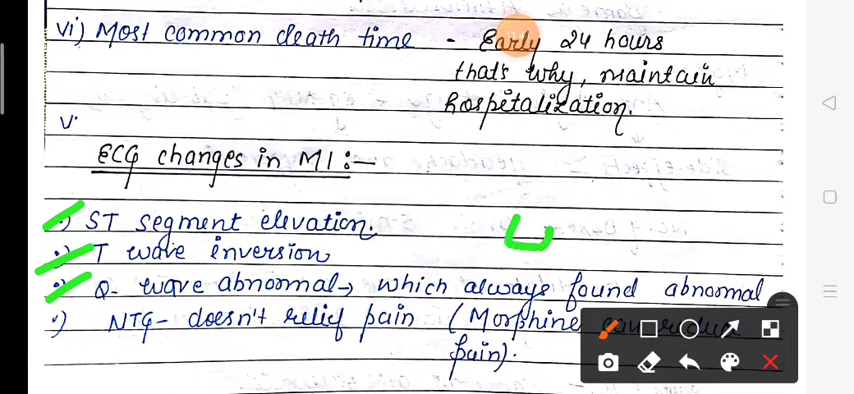 vi) Most common death time - Early 24 hours
that's why, maintain
hospitalization.
v.
ECG changes in MI :-
ST segment elevation.
T wave inversion
Q- wave abnormal → which always found abnormal
NTG- doesn't relief pain (Morphine
pain).